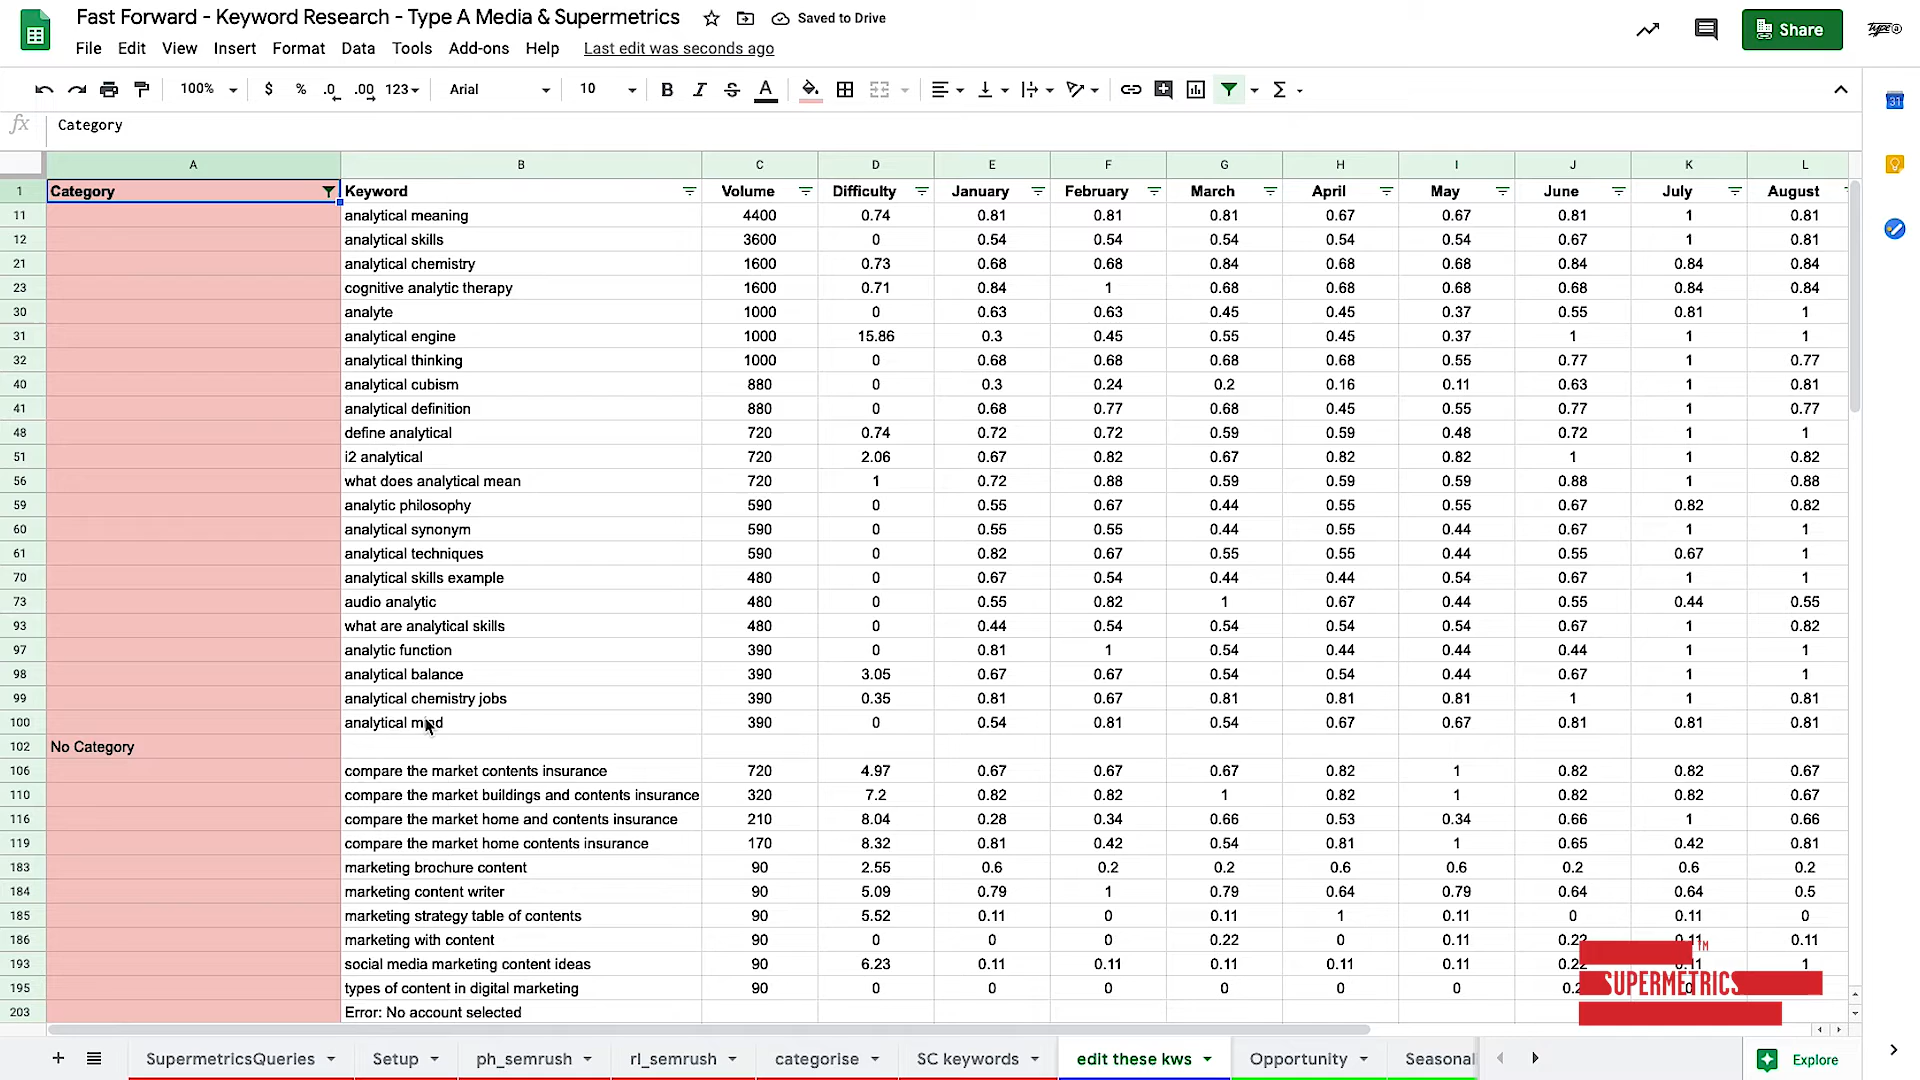 Fast Forward - Keyword Research - Type A Media & Supermetrics Saved to Drive
File Edit View Insert Format Data Tools Add-ons Help Last edit was seconds ago
Share
100% $ % .0 .00 123 Arial 10 B I S A
fx Category
A B C D E F G H I J K L
1 Category Keyword Volume Difficulty January February March April May June July August
11 analytical meaning 4400 0.74 0.81 0.81 0.81 0.67 0.67 0.81 1 0.81
12 analytical skills 3600 0 0.54 0.54 0.54 0.54 0.54 0.67 1 0.81
21 analytical chemistry 1600 0.73 0.68 0.68 0.84 0.68 0.68 0.84 0.84 0.84
23 cognitive analytic therapy 1600 0.71 0.84 1 0.68 0.68 0.68 0.68 0.84 0.84
30 analyte 1000 0 0.63 0.63 0.45 0.45 0.37 0.55 0.81 1
31 analytical engine 1000 15.86 0.3 0.45 0.55 0.45 0.37 1 1 1
32 analytical thinking 1000 0 0.68 0.68 0.68 0.68 0.55 0.77 1 0.77
40 analytical cubism 880 0 0.3 0.24 0.2 0.16 0.11 0.63 1 0.81
41 analytical definition 880 0 0.68 0.77 0.68 0.45 0.55 0.77 1 0.77
48 define analytical 720 0.74 0.72 0.72 0.59 0.59 0.48 0.72 1 1
51 i2 analytical 720 2.06 0.67 0.82 0.67 0.82 0.82 1 1 0.82
56 what does analytical mean 720 1 0.72 0.88 0.59 0.59 0.59 0.88 1 0.88
59 analytic philosophy 590 0 0.55 0.67 0.44 0.55 0.55 0.67 0.82 0.82
60 analytical synonym 590 0 0.55 0.55 0.44 0.55 0.44 0.67 1 1
61 analytical techniques 590 0 0.82 0.67 0.55 0.55 0.44 0.55 0.67 1
70 analytical skills example 480 0 0.67 0.54 0.44 0.44 0.54 0.67 1 1
73 audio analytic 480 0 0.55 0.82 1 0.67 0.44 0.55 0.44 0.55
93 what are analytical skills 480 0 0.44 0.54 0.54 0.54 0.54 0.67 1 0.82
97 analytic function 390 0 0.81 1 0.54 0.44 0.44 0.44 1 1
98 analytical balance 390 3.05 0.67 0.67 0.54 0.54 0.44 0.67 1 1
99 analytical chemistry jobs 390 0.35 0.81 0.67 0.81 0.81 0.81 1 1 0.81
100 analytical mind 390 0 0.54 0.81 0.54 0.67 0.67 0.81 0.81 0.81
102 No Category
106 compare the market contents insurance 720 4.97 0.67 0.67 0.67 0.82 1 0.82 0.82 0.67
110 compare the market buildings and contents insurance 320 7.2 0.82 0.82 1 0.82 1 0.82 0.82 0.67
116 compare the market home and contents insurance 210 8.04 0.28 0.34 0.66 0.53 0.34 0.66 1 0.66
119 compare the market home contents insurance 170 8.32 0.81 0.42 0.54 0.81 1 0.65 0.42 0.81
183 marketing brochure content 90 2.55 0.6 0.2 0.2 0.6 0.6 0.2 0.6 0.2
184 marketing content writer 90 5.09 0.79 1 0.79 0.64 0.79 0.64 0.64 0.5
185 marketing strategy table of contents 90 5.52 0.11 0 0.11 1 0.11 0 0.11 0
186 marketing with content 90 0 0 0 0.22 0 0.11 0.22 0.11 0.11
193 social media marketing content ideas 90 6.23 0.11 0.11 0.11 0.11 0.11 0.22 0.11 1
195 types of content in digital marketing 90 0 0 0 0 0 0
203 Error: No account selected
SUPERMETRICS TM
SupermetricsQueries Setup ph_semrush rl_semrush categorise SC keywords edit these kws Opportunity Seasonal Explore